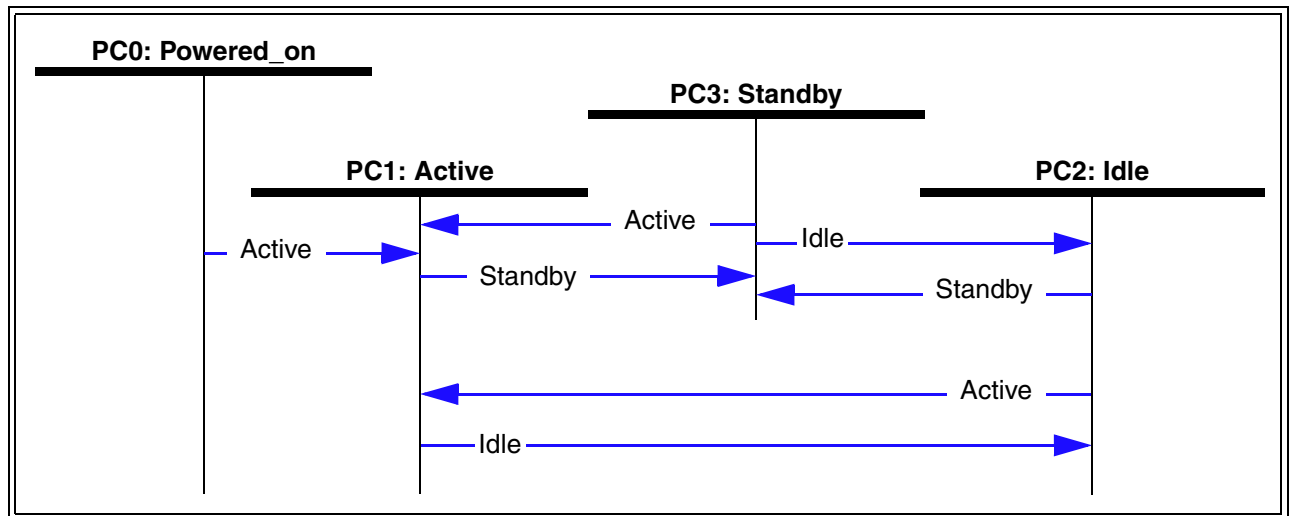 PC0: Powered_on
PC3: Standby
PC1: Active
PC2: Idle
Active
Idle
Active
Standby
Standby
Active
Idle